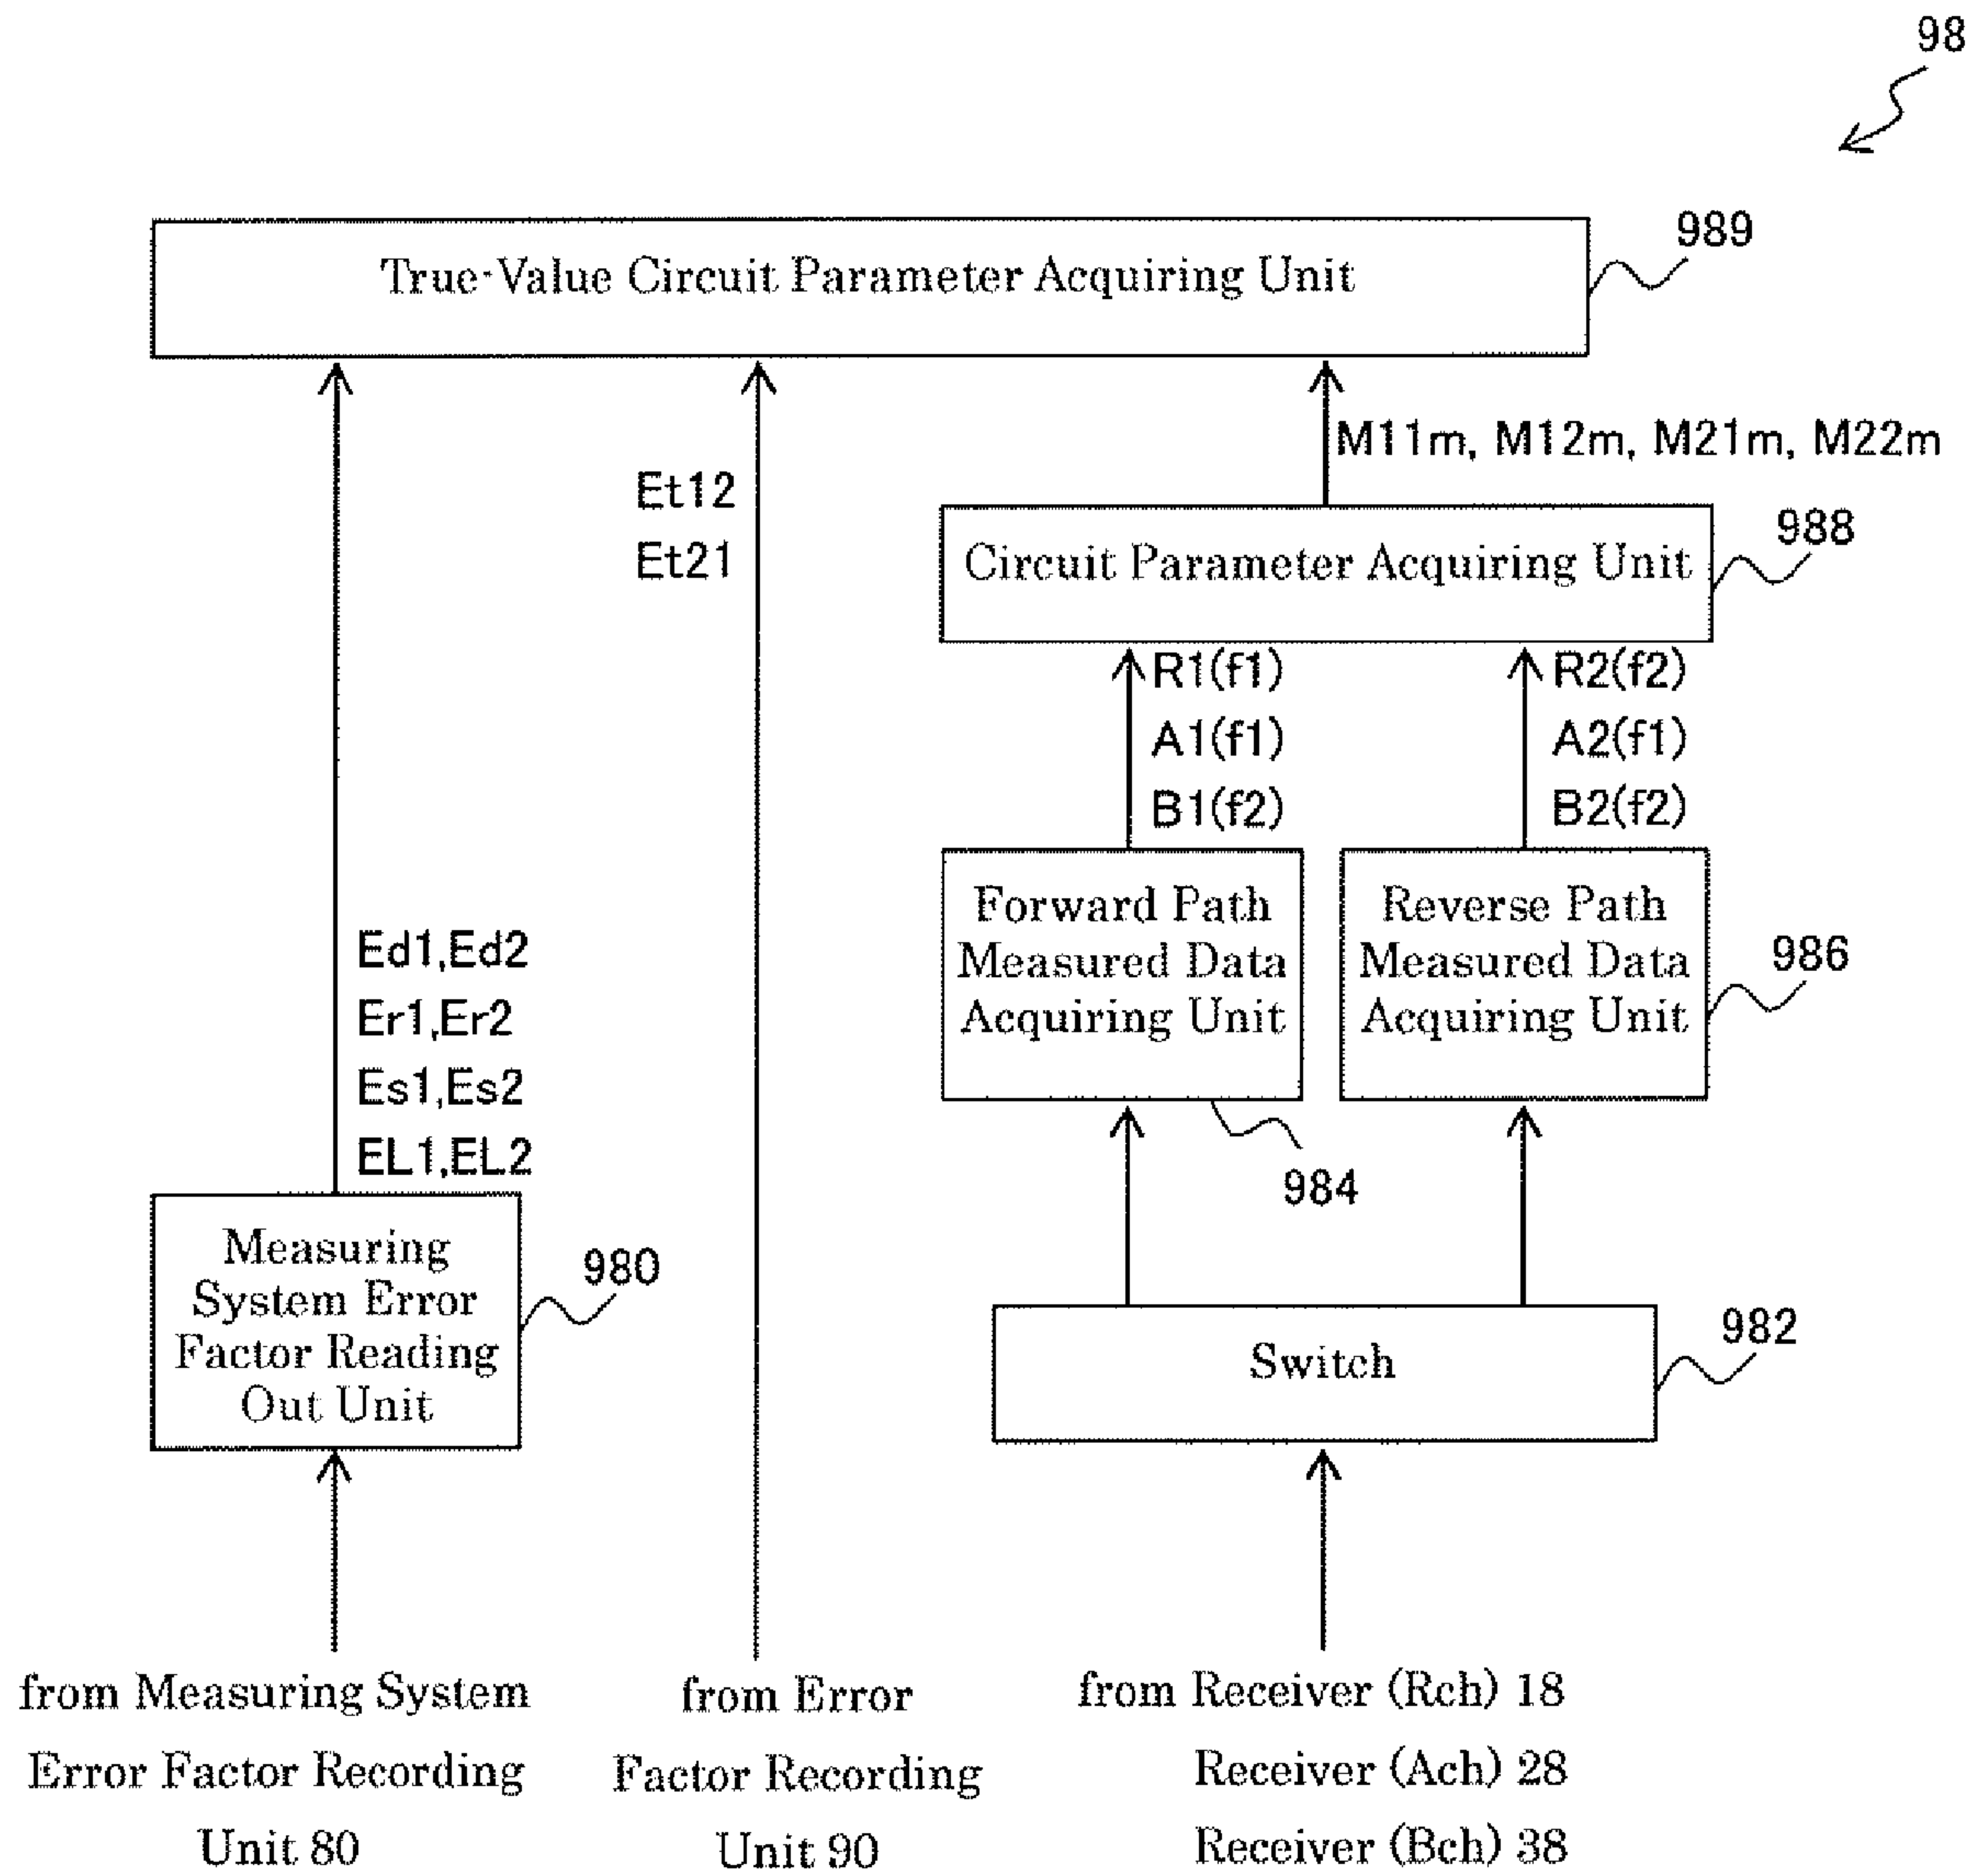 98
True-Value Circuit Parameter Acquiring Unit
989
M11m, M12m, M21m, M22m
Et12
Et21
Circuit Parameter Acquiring Unit
988
R1(f1)
A1(f1)
B1(f2)
R2(f2)
A2(f1)
B2(f2)
Forward Path
Measured Data
Acquiring Unit
984
Reverse Path
Measured Data
Acquiring Unit
986
Ed1,Ed2
Er1,Er2
Es1,Es2
EL1,EL2
Measuring
System Error
Factor Reading
Out Unit
980
Switch
982
from Measuring System
Error Factor Recording
Unit 80
from Error
Factor Recording
Unit 90
from Receiver (Rch) 18
Receiver (Ach) 28
Receiver (Bch) 38